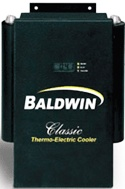 BALDWIN
Classic
Thermo-Electric Cooler